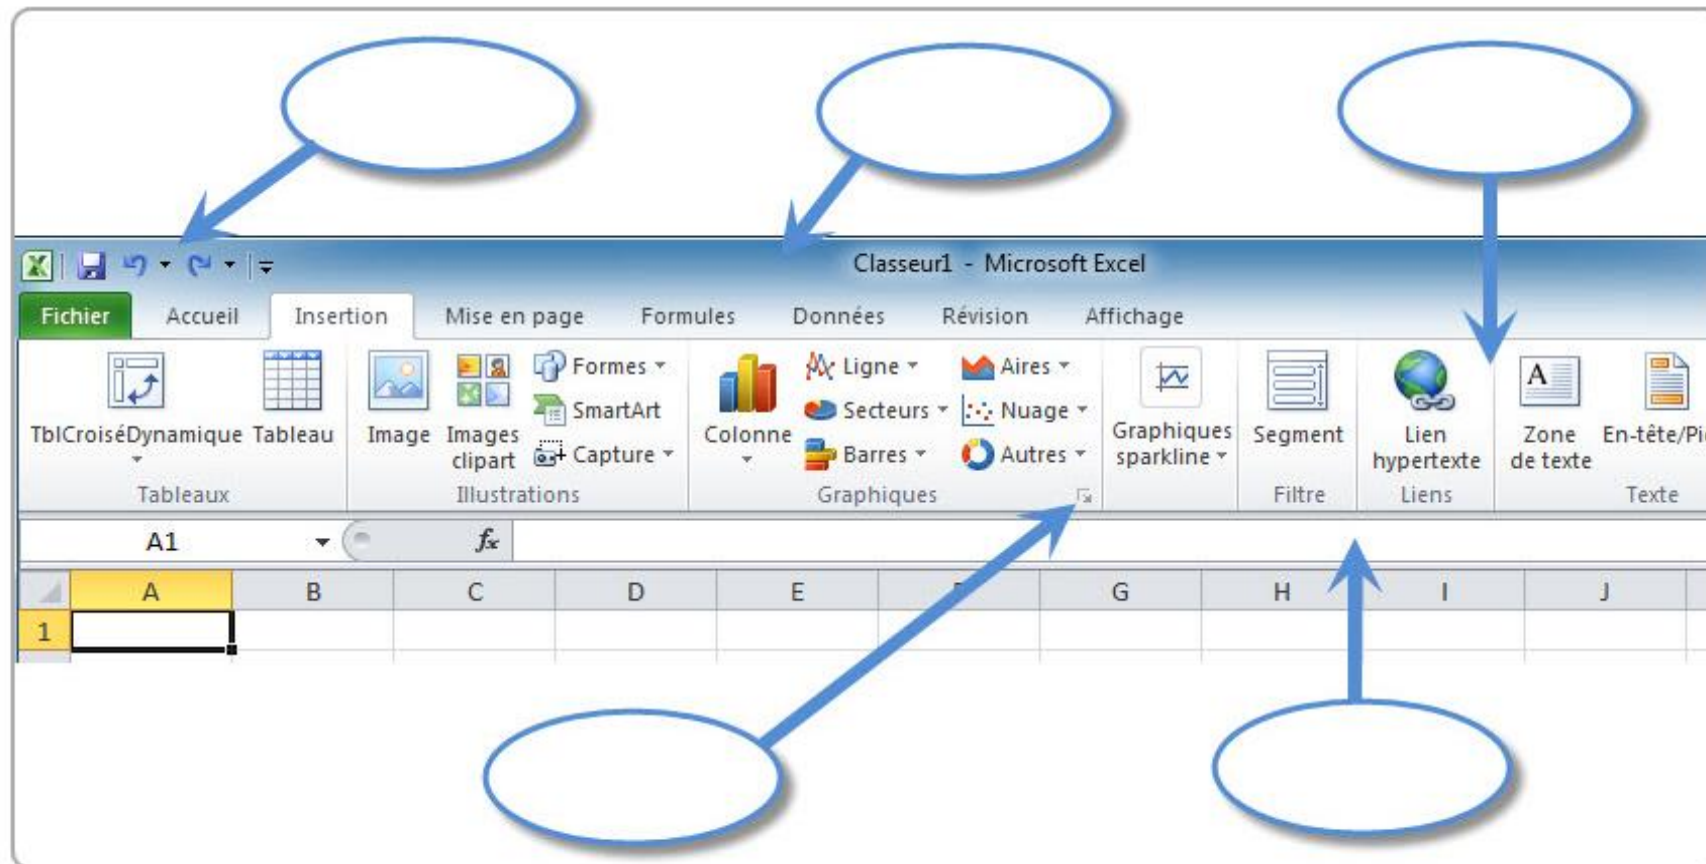 Classeur1 - Microsoft Excel
Fichier Accueil Insertion Mise en page Formules Données Révision Affichage
TblCroiséDynamique
Tableau
Tableaux
Image
Images
clipart
Formes
SmartArt
Capture
Illustrations
Colonne
Ligne
Secteurs
Barres
Aires
Nuage
Autres
Graphiques
Graphiques
sparkline
Segment
Filtre
Lien
hypertexte
Liens
A
Zone
de texte
Texte
A1 fx
A B C D E G H I J
1